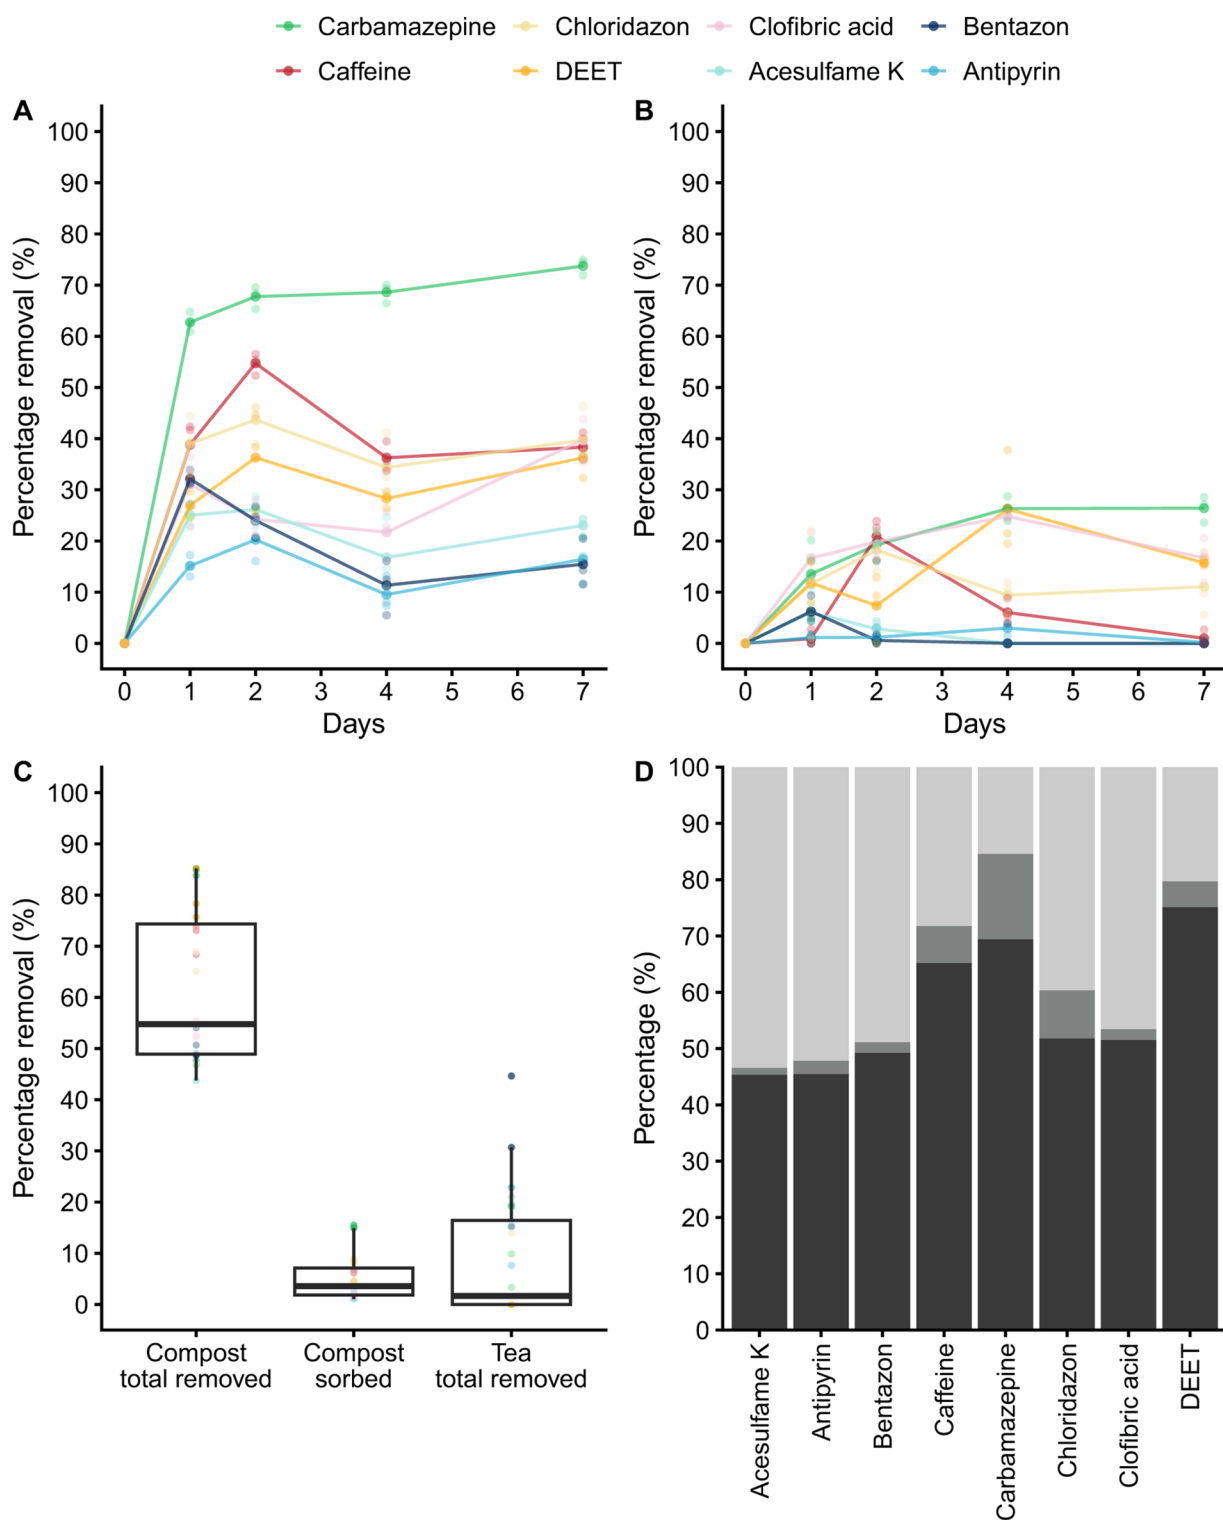 Carbamazepine Chloridazon Clofibric acid Bentazon
Caffeine DEET Acesulfame K Antipyrin
A
Percentage removal (%)
100
90
80
70
60
50
40
30
20
10
0
0 1 2 3 4 5 6 7
Days
B
Percentage removal (%)
100
90
80
70
60
50
40
30
20
10
0
0 1 2 3 4 5 6 7
Days
C
Percentage removal (%)
100
90
80
70
60
50
40
30
20
10
0
Compost
total removed
Compost
sorbed
Tea
total removed
D
Percentage (%)
100
90
80
70
60
50
40
30
20
10
0
Acesulfame K
Antipyrin
Bentazon
Caffeine
Carbamazepine
Chloridazon
Clofibric acid
DEET